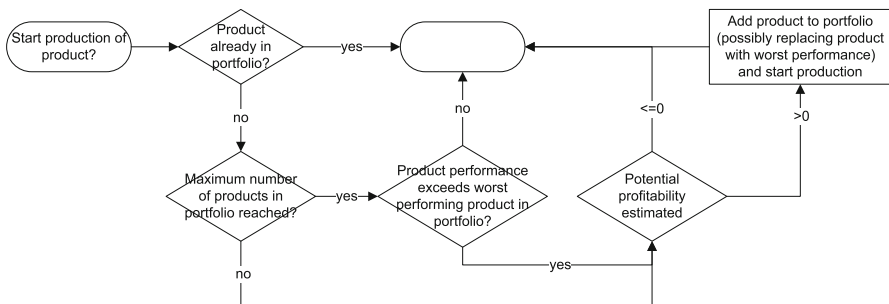 Start production of
product?
Product
already in
portfolio?
yes
Add product to portfolio
(possibly replacing product
with worst performance)
and start production
no
no
<=0
>0
Maximum number
of products in
portfolio reached?
yes
Product performance
exceeds worst
performing product in
portfolio?
Potential
profitability
estimated
no
yes